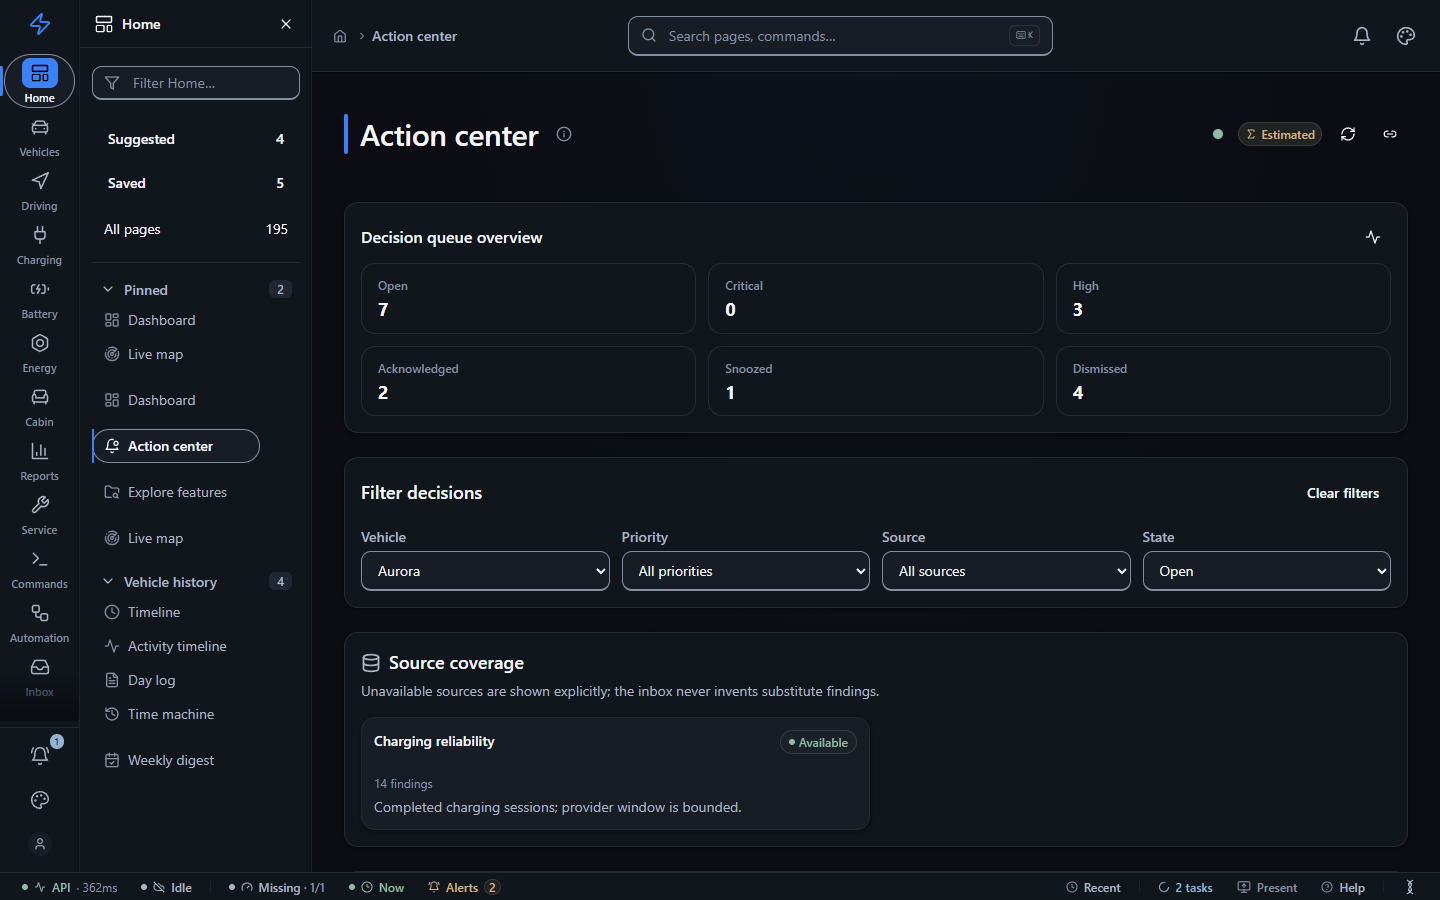 Home
Vehicles
Driving
Charging
Battery
Energy
Cabin
Reports
Service
Commands
Automation
Inbox
1
Home
Filter Home...
Suggested 4
Saved 5
All pages 195
Pinned 2
Dashboard
Live map
Dashboard
Action center
Explore features
Live map
Vehicle history 4
Timeline
Activity timeline
Day log
Time machine
Weekly digest
Action center
Search pages, commands... K
Action center
Σ Estimated
Decision queue overview
Open
7
Critical
0
High
3
Acknowledged
2
Snoozed
1
Dismissed
4
Filter decisions
Clear filters
Vehicle
Aurora
Priority
All priorities
Source
All sources
State
Open
Source coverage
Unavailable sources are shown explicitly; the inbox never invents substitute findings.
Charging reliability
Available
14 findings
Completed charging sessions; provider window is bounded.
API · 362ms
Idle
Missing · 1/1
Now
Alerts 2
Recent
2 tasks
Present
Help